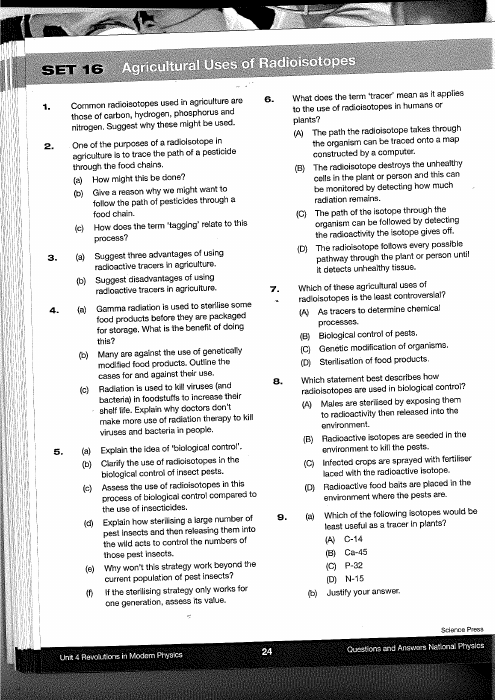 SET 16 Agricultural Uses of Radioisotopes
1. Common radioisotopes used in agriculture are
those of carbon, hydrogen, phosphorus and
nitrogen. Suggest why these might be used.
2. One of the purposes of a radioisotope in
agriculture is to trace the path of a pesticide
through the food chains.
(a) How might this be done?
(b) Give a reason why we might want to
follow the path of pesticides through a
food chain.
(c) How does the term 'tagging' relate to this
process?
3. (a) Suggest three advantages of using
radioactive tracers in agriculture.
(b) Suggest disadvantages of using
radioactive tracers in agriculture.
4. (a) Gamma radiation is used to sterilise some
food products before they are packaged
for storage. What is the benefit of doing
this?
(b) Many are against the use of genetically
modified food products. Outline the
cases for and against their use.
(c) Radiation is used to kill viruses (and
bacteria) in foodstuffs to increase their
shelf life. Explain why doctors don't
make more use of radiation therapy to kill
viruses and bacteria in people.
5. (a) Explain the idea of 'biological control'.
(b) Clarify the use of radioisotopes in the
biological control of insect pests.
(c) Assess the use of radioisotopes in this
process of biological control compared to
the use of insecticides.
(d) Explain how sterilising a large number of
pest insects and then releasing them into
the wild acts to control the numbers of
those pest insects.
(e) Why won't this strategy work beyond the
current population of pest insects?
(f) If the sterilising strategy only works for
one generation, assess its value.
6. What does the term 'tracer' mean as it applies
to the use of radioisotopes in humans or
plants?
(A) The path the radioisotope takes through
the organism can be traced onto a map
constructed by a computer.
(B) The radioisotope destroys the unhealthy
cells in the plant or person and this can
be monitored by detecting how much
radiation remains.
(C) The path of the isotope through the
organism can be followed by detecting
the radioactivity the isotope gives off.
(D) The radioisotope follows every possible
pathway through the plant or person until
it detects unhealthy tissue.
7. Which of these agricultural uses of
radioisotopes is the least controversial?
(A) As tracers to determine chemical
processes.
(B) Biological control of pests.
(C) Genetic modification of organisms.
(D) Sterilisation of food products.
8. Which statement best describes how
radioisotopes are used in biological control?
(A) Males are sterilised by exposing them
to radioactivity then released into the
environment.
(B) Radioactive isotopes are seeded in the
environment to kill the pests.
(C) Infected crops are sprayed with fertiliser
laced with the radioactive isotope.
(D) Radioactive food baits are placed in the
environment where the pests are.
9. (a) Which of the following isotopes would be
least useful as a tracer in plants?
(A) C-14
(B) Ca-45
(C) P-32
(D) N-15
(b) Justify your answer.
Science Press
Unit 4 Revolutions in Modern Physics 24 Questions and Answers National Physics